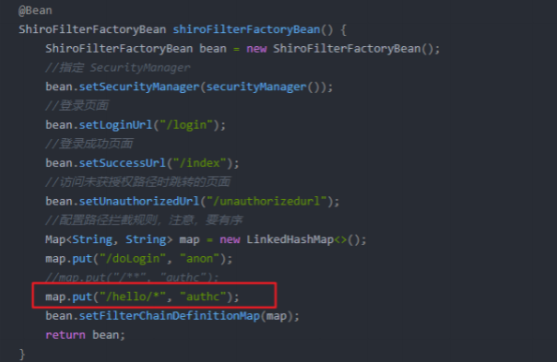 @Bean
ShiroFilterFactoryBean shiroFilterFactoryBean() {
ShiroFilterFactoryBean bean = new ShiroFilterFactoryBean();
//指定 SecurityManager
bean.setSecurityManager(securityManager());
//登录页面
bean.setLoginUrl("/login");
//登录成功页面
bean.setSuccessUrl("/index");
//访问未获授权路径时跳转的页面
bean.setUnauthorizedUrl("/unauthorizedurl");
//配置路径拦截规则，注意，要有序
Map<String, String> map = new LinkedHashMap<>();
map.put("/doLogin", "anon");
//map.put("/**", "authc");
map.put("/hello/*", "authc");
bean.setFilterChainDefinitionMap(map);
return bean;
}